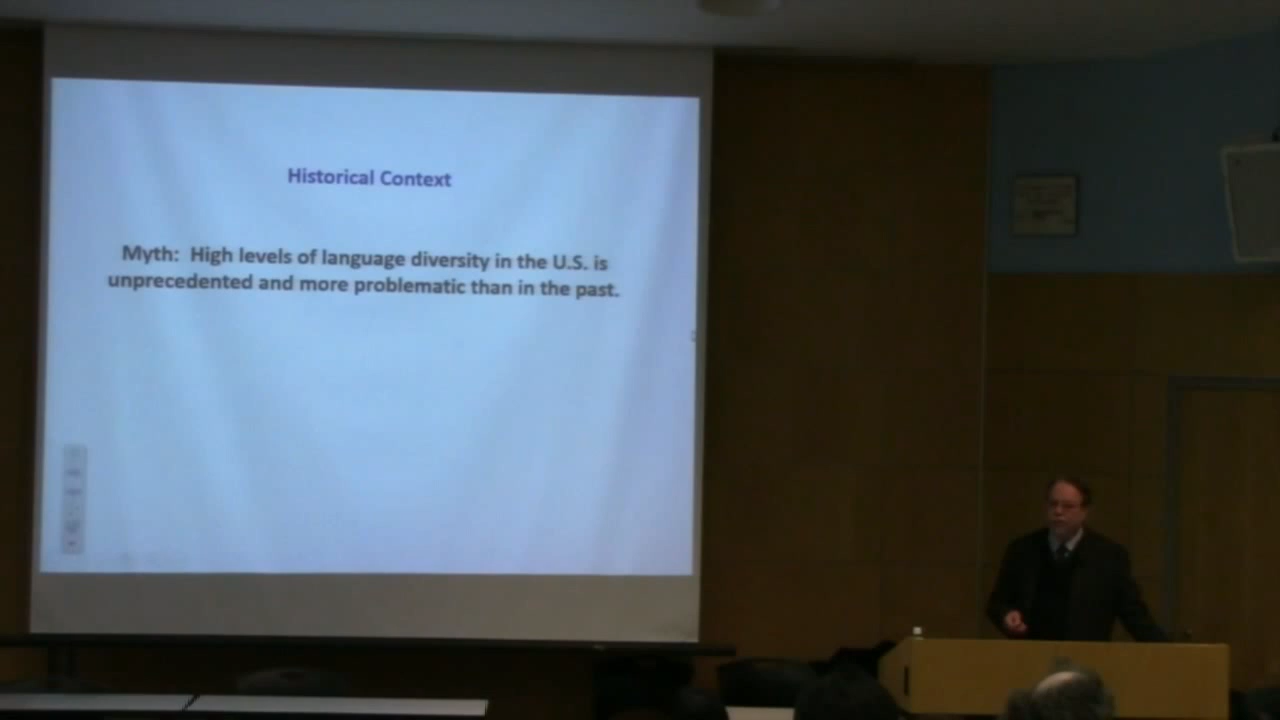 Historical Context
Myth:  High levels of language diversity in the U.S. is
unprecedented and more problematic than in the past.